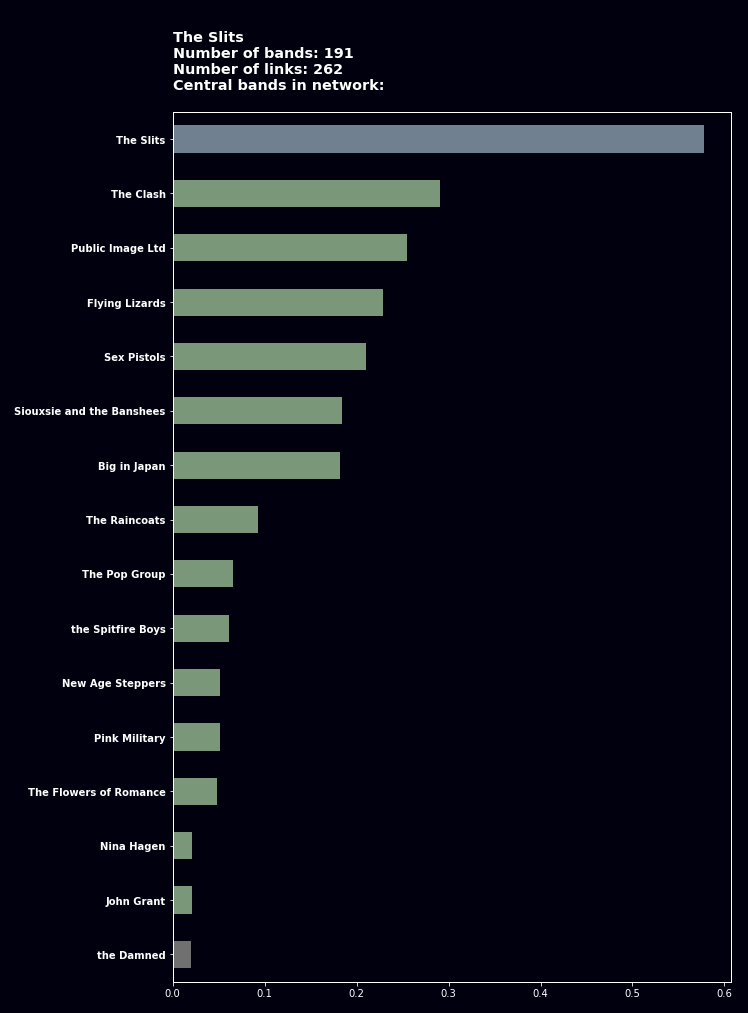 The Slits
Number of bands: 191
Number of links: 262
Central bands in network:
The Slits
The Clash
Public Image Ltd
Flying Lizards
Sex Pistols
Siouxsie and the Banshees
Big in Japan
The Raincoats
The Pop Group
the Spitfire Boys
New Age Steppers
Pink Military
The Flowers of Romance
Nina Hagen
John Grant
the Damned
0.0 0.1 0.2 0.3 0.4 0.5 0.6